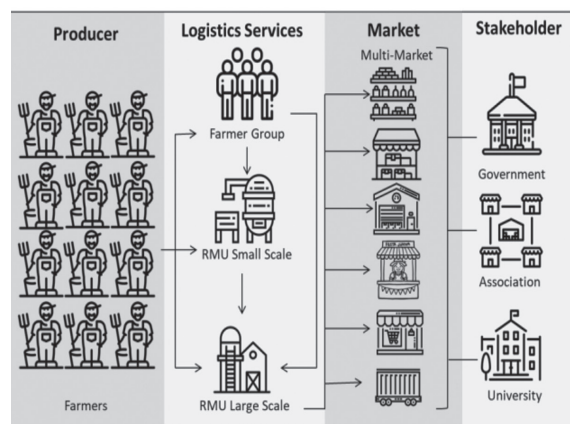 Producer
Logistics Services
Market
Stakeholder
Multi-Market
Farmer Group
Government
RMU Small Scale
Association
Farmers
RMU Large Scale
University